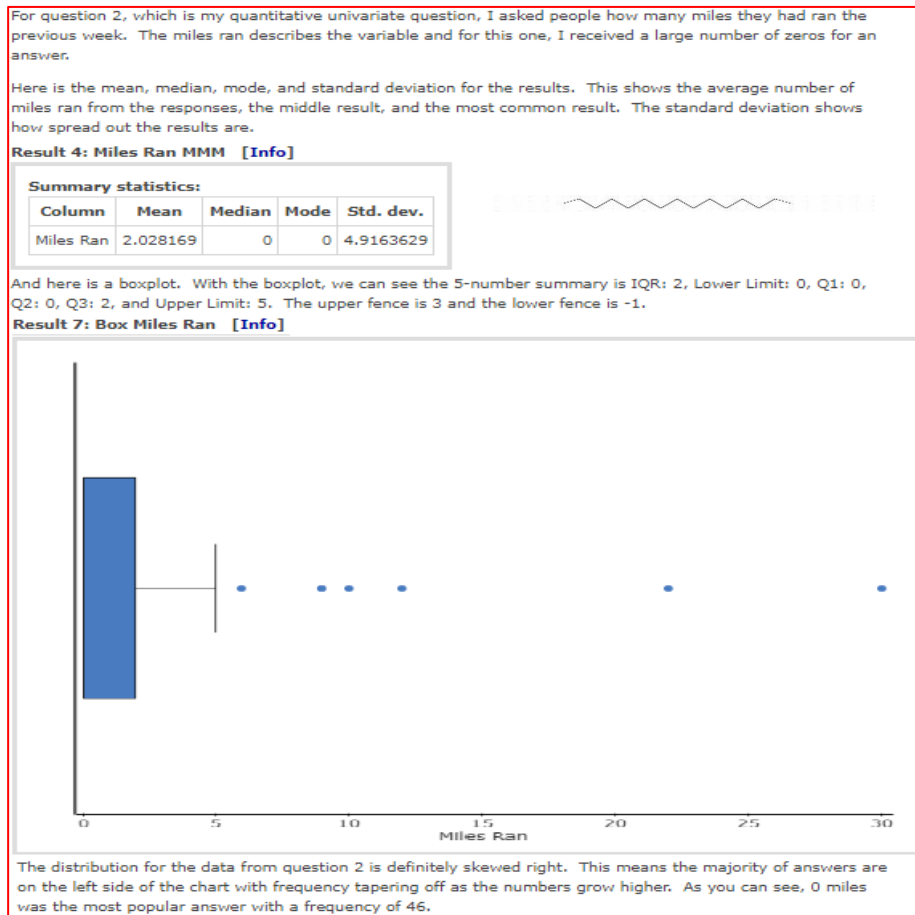 For question 2, which is my quantitative univariate question, I asked people how many miles they had ran the
previous week.  The miles ran describes the variable and for this one, I received a large number of zeros for an
answer.
Here is the mean, median, mode, and standard deviation for the results.  This shows the average number of
miles ran from the responses, the middle result, and the most common result.  The standard deviation shows
how spread out the results are.
Result 4: Miles Ran MMM   [Info]
Summary statistics:
Column Mean Median Mode Std. dev.
Miles Ran 2.028169 0 0 4.9163629
And here is a boxplot.  With the boxplot, we can see the 5-number summary is IQR: 2, Lower Limit: 0, Q1: 0,
Q2: 0, Q3: 2, and Upper Limit: 5.  The upper fence is 3 and the lower fence is -1.
Result 7: Box Miles Ran   [Info]
0 5 10 15 20 25 30
Miles Ran
The distribution for the data from question 2 is definitely skewed right.  This means the majority of answers are
on the left side of the chart with frequency tapering off as the numbers grow higher.  As you can see, 0 miles
was the most popular answer with a frequency of 46.